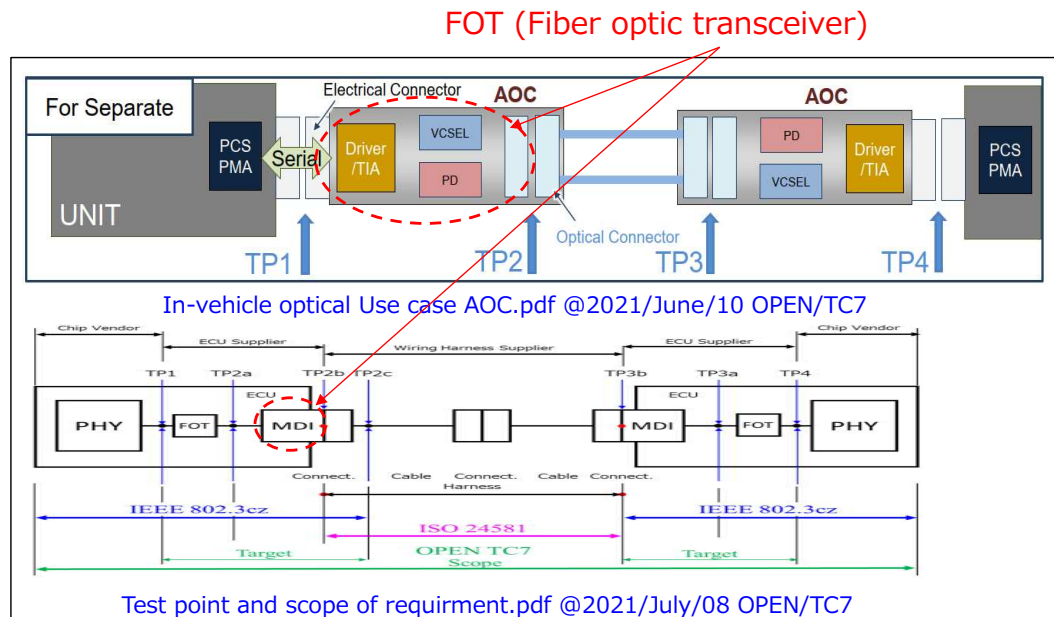 FOT (Fiber optic transceiver)
For Separate
Electrical Connector
AOC
AOC
PCS
PMA
Serial
Driver
/TIA
VCSEL
PD
PD
VCSEL
Driver
/TIA
PCS
PMA
UNIT
Optical Connector
TP1
TP2
TP3
TP4
In-vehicle optical Use case AOC.pdf @2021/June/10 OPEN/TC7
Chip Vendor
ECU Supplier
Wiring Harness Supplier
ECU Supplier
Chip Vendor
TP1
TP2a
TP2b
TP2c
TP3b
TP3a
TP4
ECU
ECU
PHY
FOT
MDI
MDI
FOT
PHY
Connect.
Cable
Connect.
Cable
Connect.
Harness
IEEE 802.3cz
IEEE 802.3cz
ISO 24581
Target
OPEN TC7
Target
Scope
Test point and scope of requirment.pdf @2021/July/08 OPEN/TC7